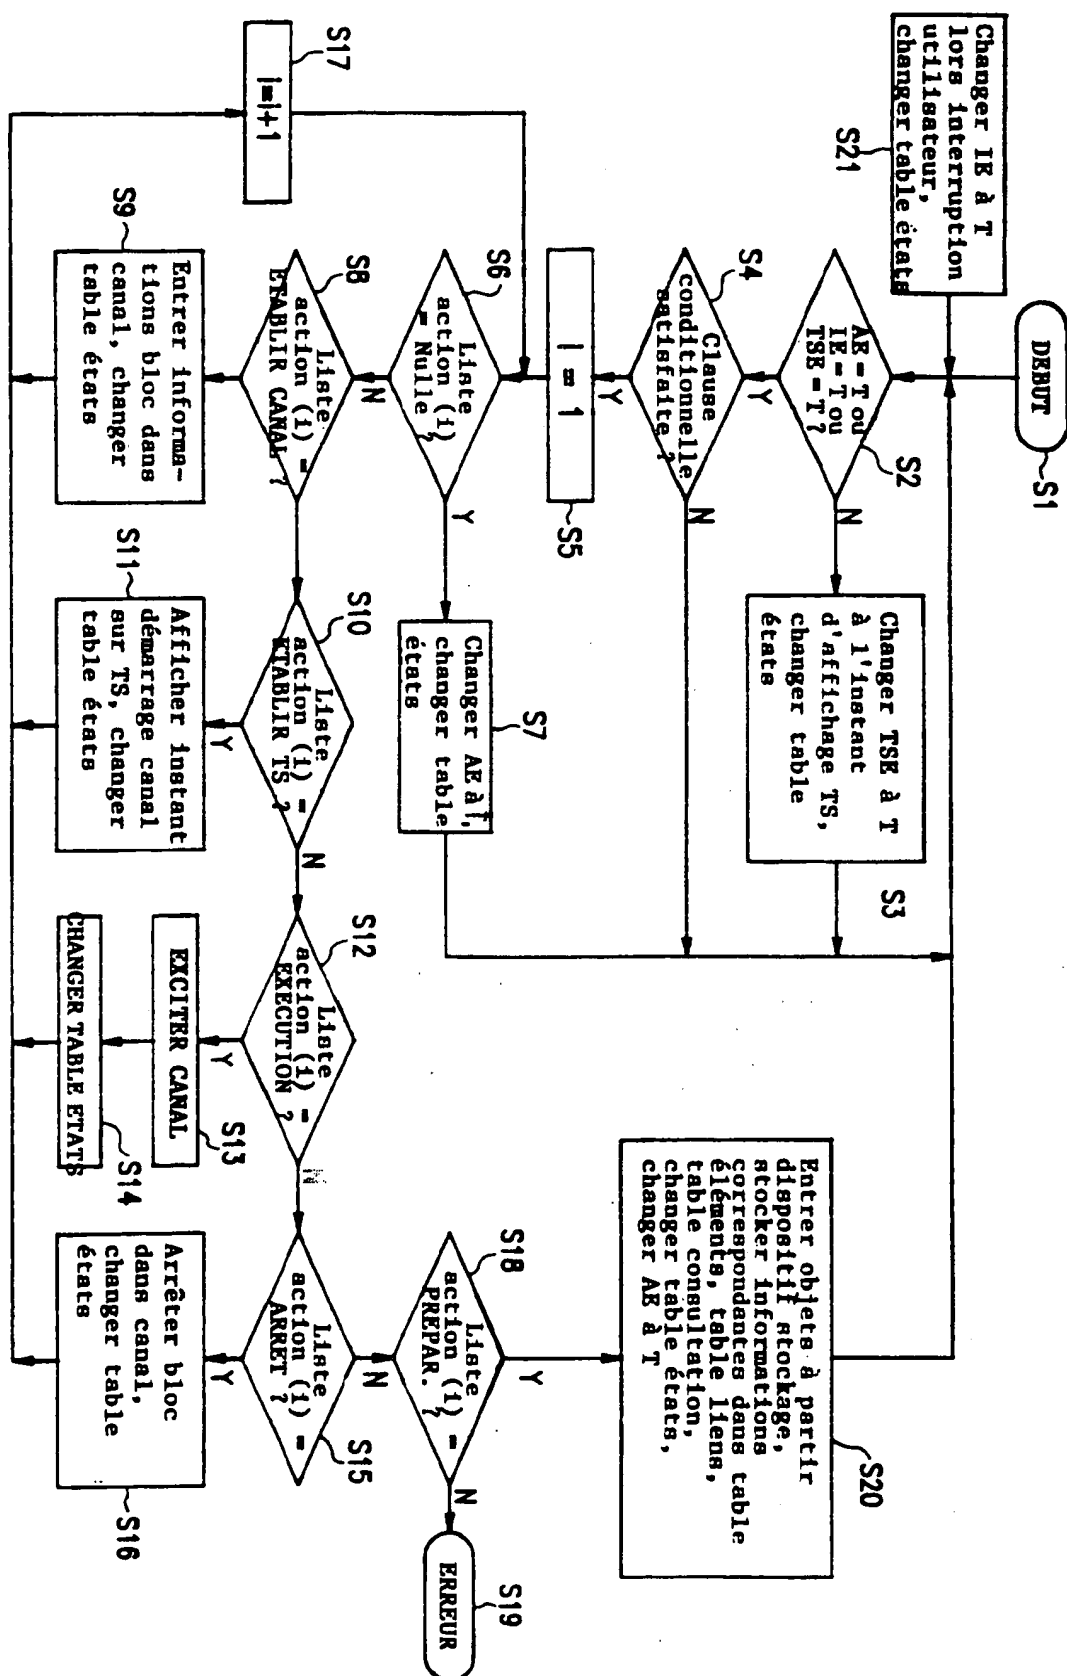 DEBUT
S1
Changer IE à T
lors interruption
utilisateur,
changer table états
S21
AE = T ou
IE = T ou
TSE = T ?
S2
N
Y
Changer TSE à T
à l'instant
d'affichage TS,
changer table
états
S3
S4
Clause
conditionnelle
satisfaite ?
N
Y
I = 1
S5
S6
Liste
action (i)
= Nulle
?
Y
N
Changer AE à T,
changer table
états
S7
S17
I=I+1
S8
Liste
action (i) =
ETABLIR CANAL ?
Y
S9
Entrer informa-
tions bloc dans
canal, changer
table états
S10
Liste
action (i) =
ETABLIR TS ?
N
Y
S11
Afficher instant
démarrage canal
sur TS, changer
table états
S12
Liste
action (i) =
EXECUTION ?
N
Y
EXCITER CANAL
S13
CHANGER TABLE ETATS
S14
Liste
action (i) =
ARRET ?
S15
N
Y
Arrêter bloc
dans canal,
changer table
états
S16
S18
Liste
action (i) =
PREPAR. ?
Y
N
ERREUR
S19
Entrer objets à partir
dispositif stockage,
stocker informations
correspondantes dans table
éléments, table liens,
table consultation,
changer table états,
changer AE à T
S20